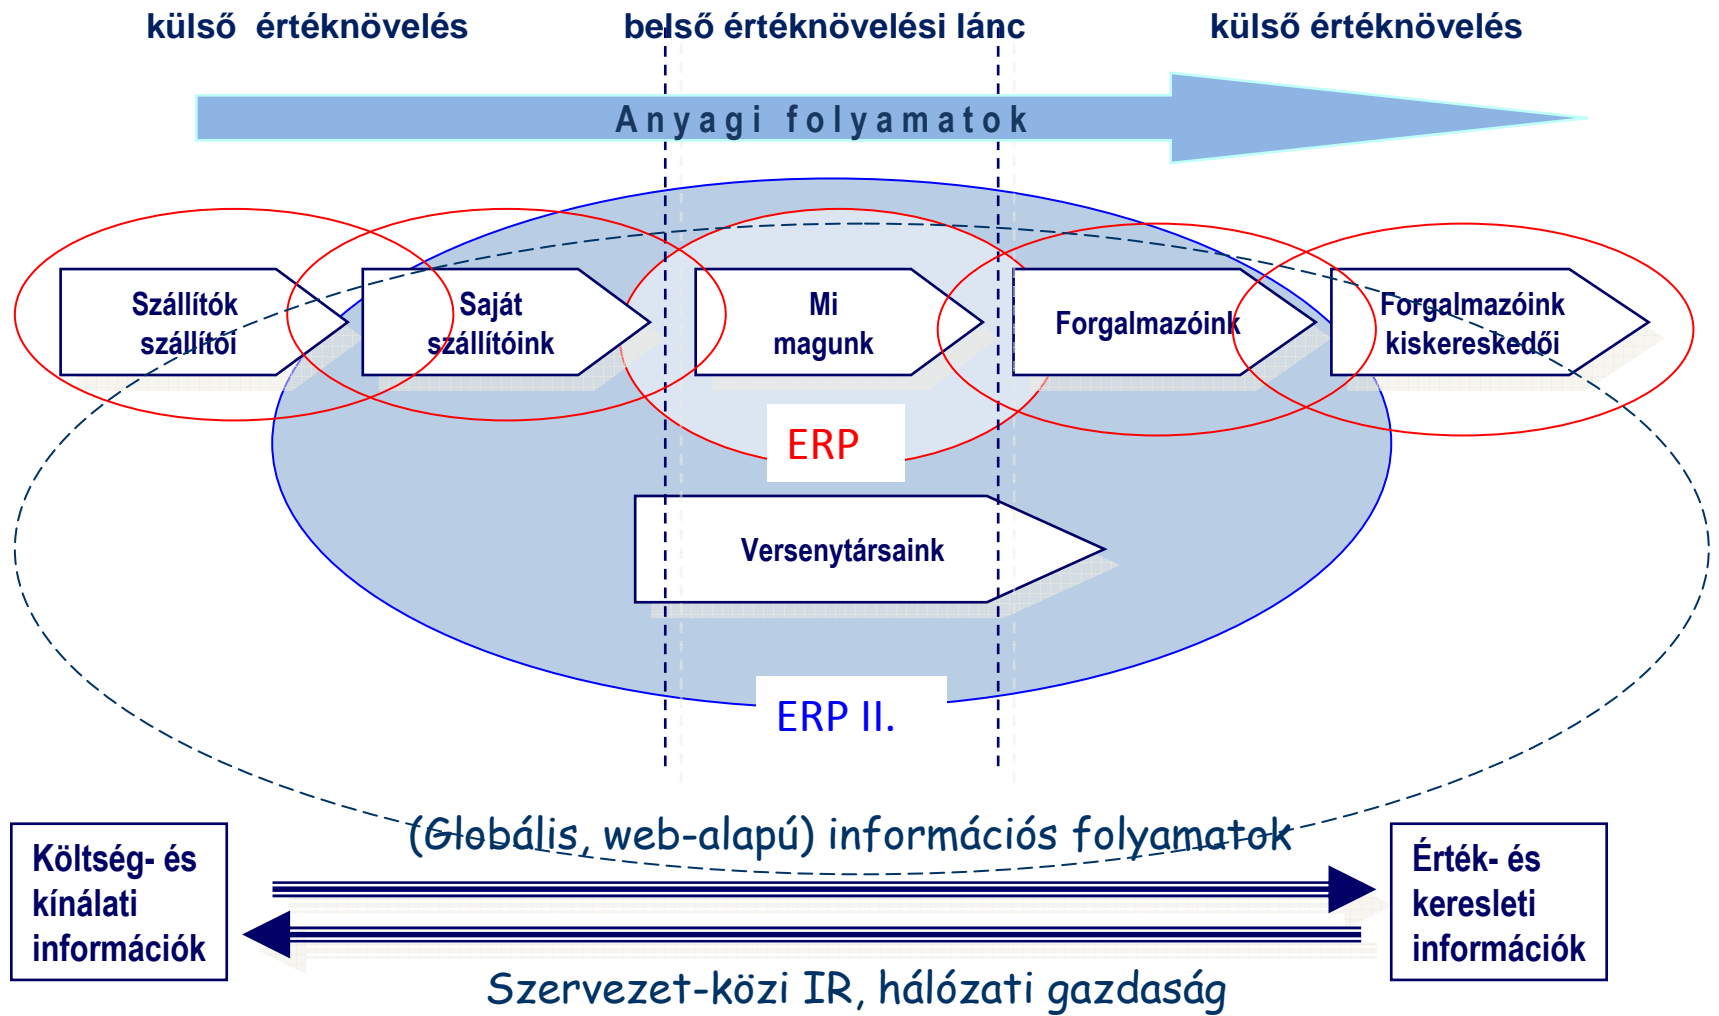 külső értéknövelés
belső értéknövelési lánc
külső értéknövelés
Anyagi folyamatok
Szállítók
szállítói
Saját
szállítóink
Mi
magunk
Forgalmazóink
Forgalmazóink
kiskereskedői
ERP
Versenytársaink
ERP II.
(Globális, web-alapú) információs folyamatok
Költség- és
kínálati
információk
Érték- és
keresleti
információk
Szervezet-közi IR, hálózati gazdaság